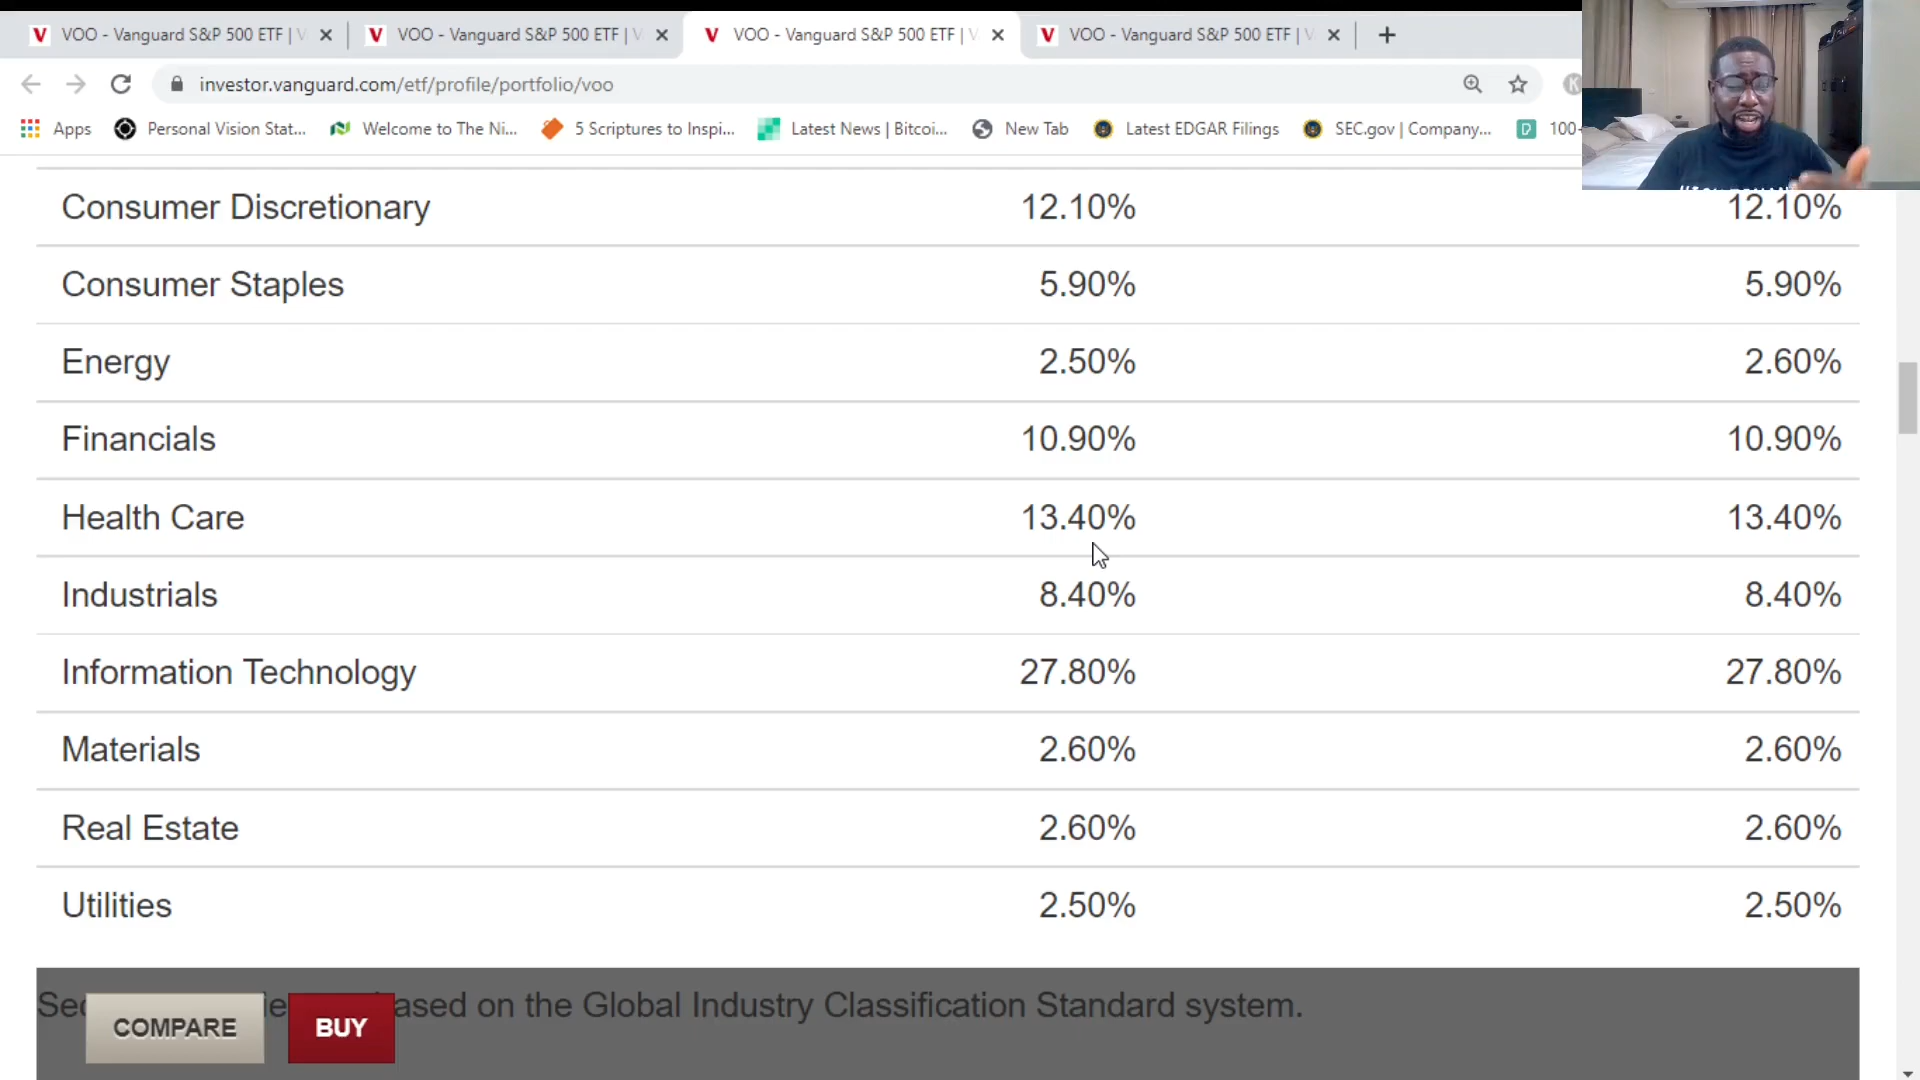 VOO - Vanguard S&P 500 ETF | V
VOO - Vanguard S&P 500 ETF | V
VOO - Vanguard S&P 500 ETF | V
VOO - Vanguard S&P 500 ETF | V
investor.vanguard.com/etf/profile/portfolio/voo
Apps Personal Vision Stat... Welcome to The Ni... 5 Scriptures to Inspi... Latest News | Bitcoi... New Tab Latest EDGAR Filings SEC.gov | Company... 100-
Consumer Discretionary 12.10% 12.10%
Consumer Staples 5.90% 5.90%
Energy 2.50% 2.60%
Financials 10.90% 10.90%
Health Care 13.40% 13.40%
Industrials 8.40% 8.40%
Information Technology 27.80% 27.80%
Materials 2.60% 2.60%
Real Estate 2.60% 2.60%
Utilities 2.50% 2.50%
Sec ased on the Global Industry Classification Standard system.
COMPARE BUY